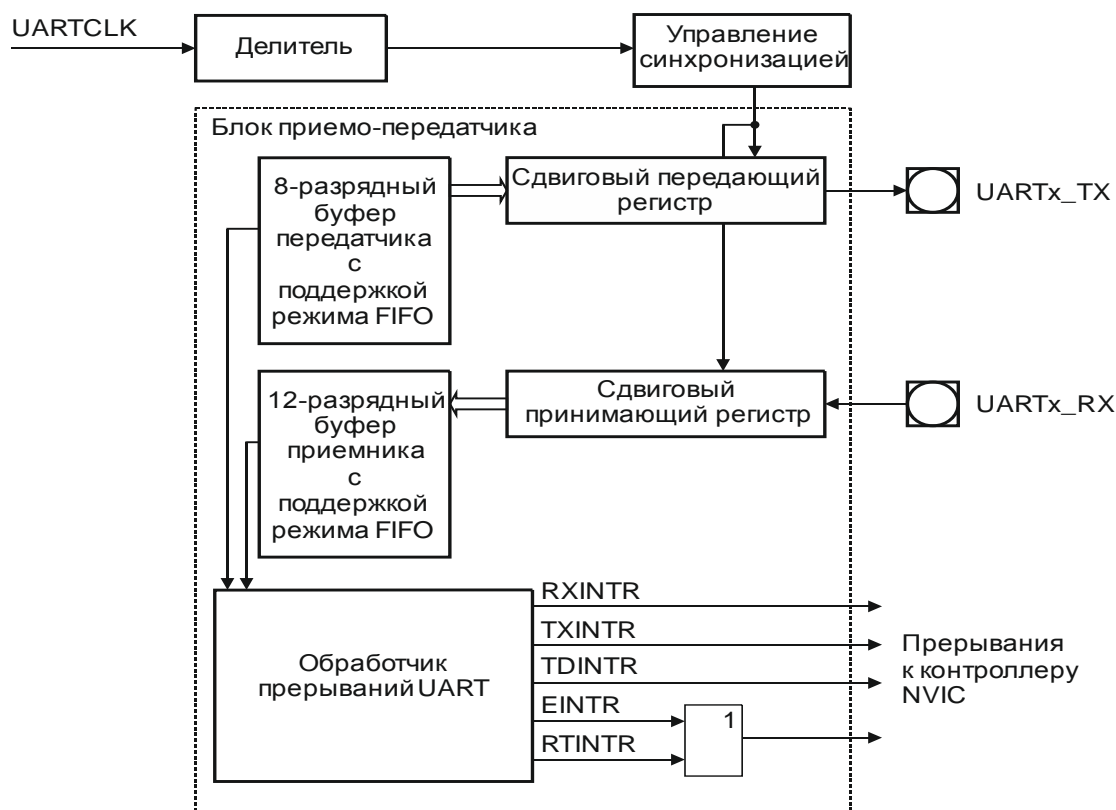 UARTCLK
Делитель
Управление
синхронизацией
Блок приемо-передатчика
8-разрядный
буфер
передатчика
с
поддержкой
режима FIFO
Сдвиговый передающий
регистр
UARTx_TX
12-разрядный
буфер
приемника
с
поддержкой
режима FIFO
Сдвиговый
принимающий регистр
UARTx_RX
Обработчик
прерываний UART
RXINTR
TXINTR
TDINTR
EINTR
RTINTR
1
Прерывания
к контроллеру
NVIC